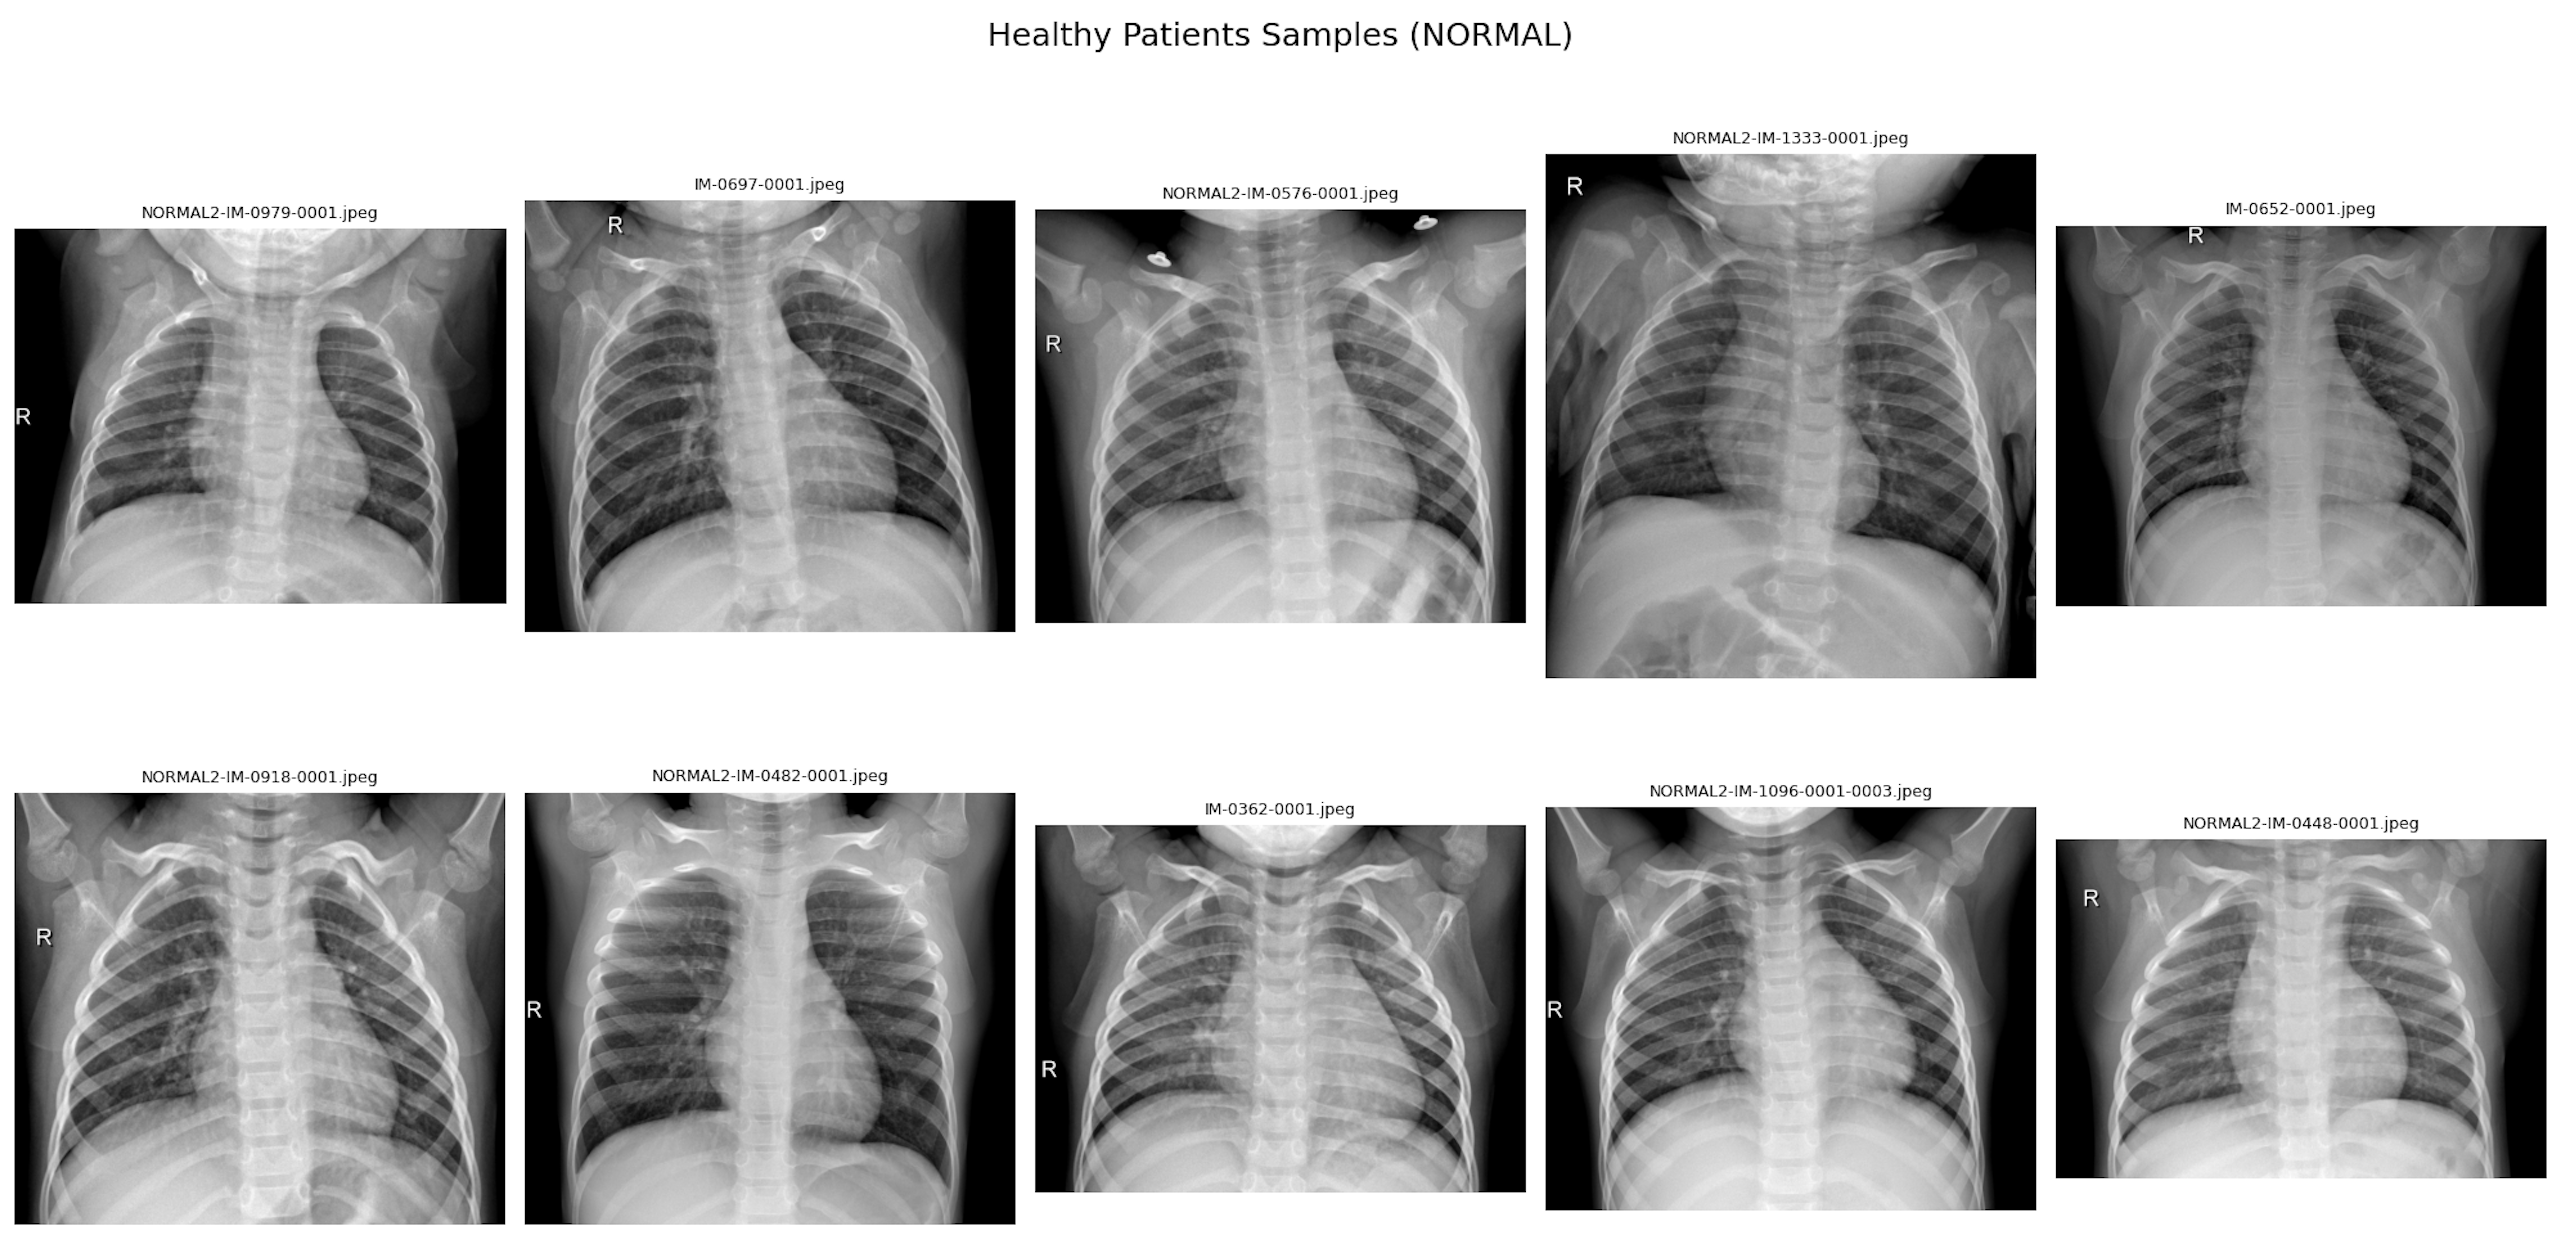 Healthy Patients Samples (NORMAL)
NORMAL2-IM-0979-0001.jpeg
R
IM-0697-0001.jpeg
R
NORMAL2-IM-0576-0001.jpeg
R
NORMAL2-IM-1333-0001.jpeg
R
IM-0652-0001.jpeg
R
NORMAL2-IM-0918-0001.jpeg
R
NORMAL2-IM-0482-0001.jpeg
R
IM-0362-0001.jpeg
R
NORMAL2-IM-1096-0001-0003.jpeg
R
NORMAL2-IM-0448-0001.jpeg
R